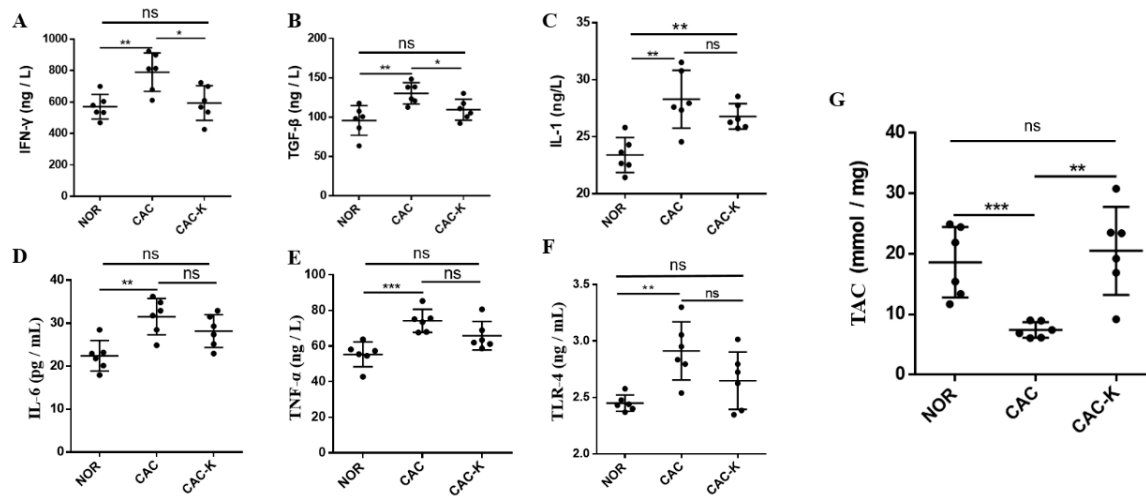 A
ns
**
*
IFN-γ (ng / L)
1000
800
600
400
200
0
NOR
CAC
CAC-K
B
ns
**
*
TGF-β (ng / L)
200
150
100
50
0
NOR
CAC
CAC-K
C
**
**
ns
IL-1 (ng/L)
35
30
25
20
NOR
CAC
CAC-K
D
ns
**
ns
IL-6 (pg / mL)
40
30
20
10
0
NOR
CAC
CAC-K
E
ns
***
ns
TNF-α (ng / L)
100
80
60
40
20
0
NOR
CAC
CAC-K
F
ns
**
ns
TLR-4 (ng / mL)
3.5
3.0
2.5
2.0
NOR
CAC
CAC-K
G
ns
**
***
TAC (mmol / mg)
40
30
20
10
0
NOR
CAC
CAC-K